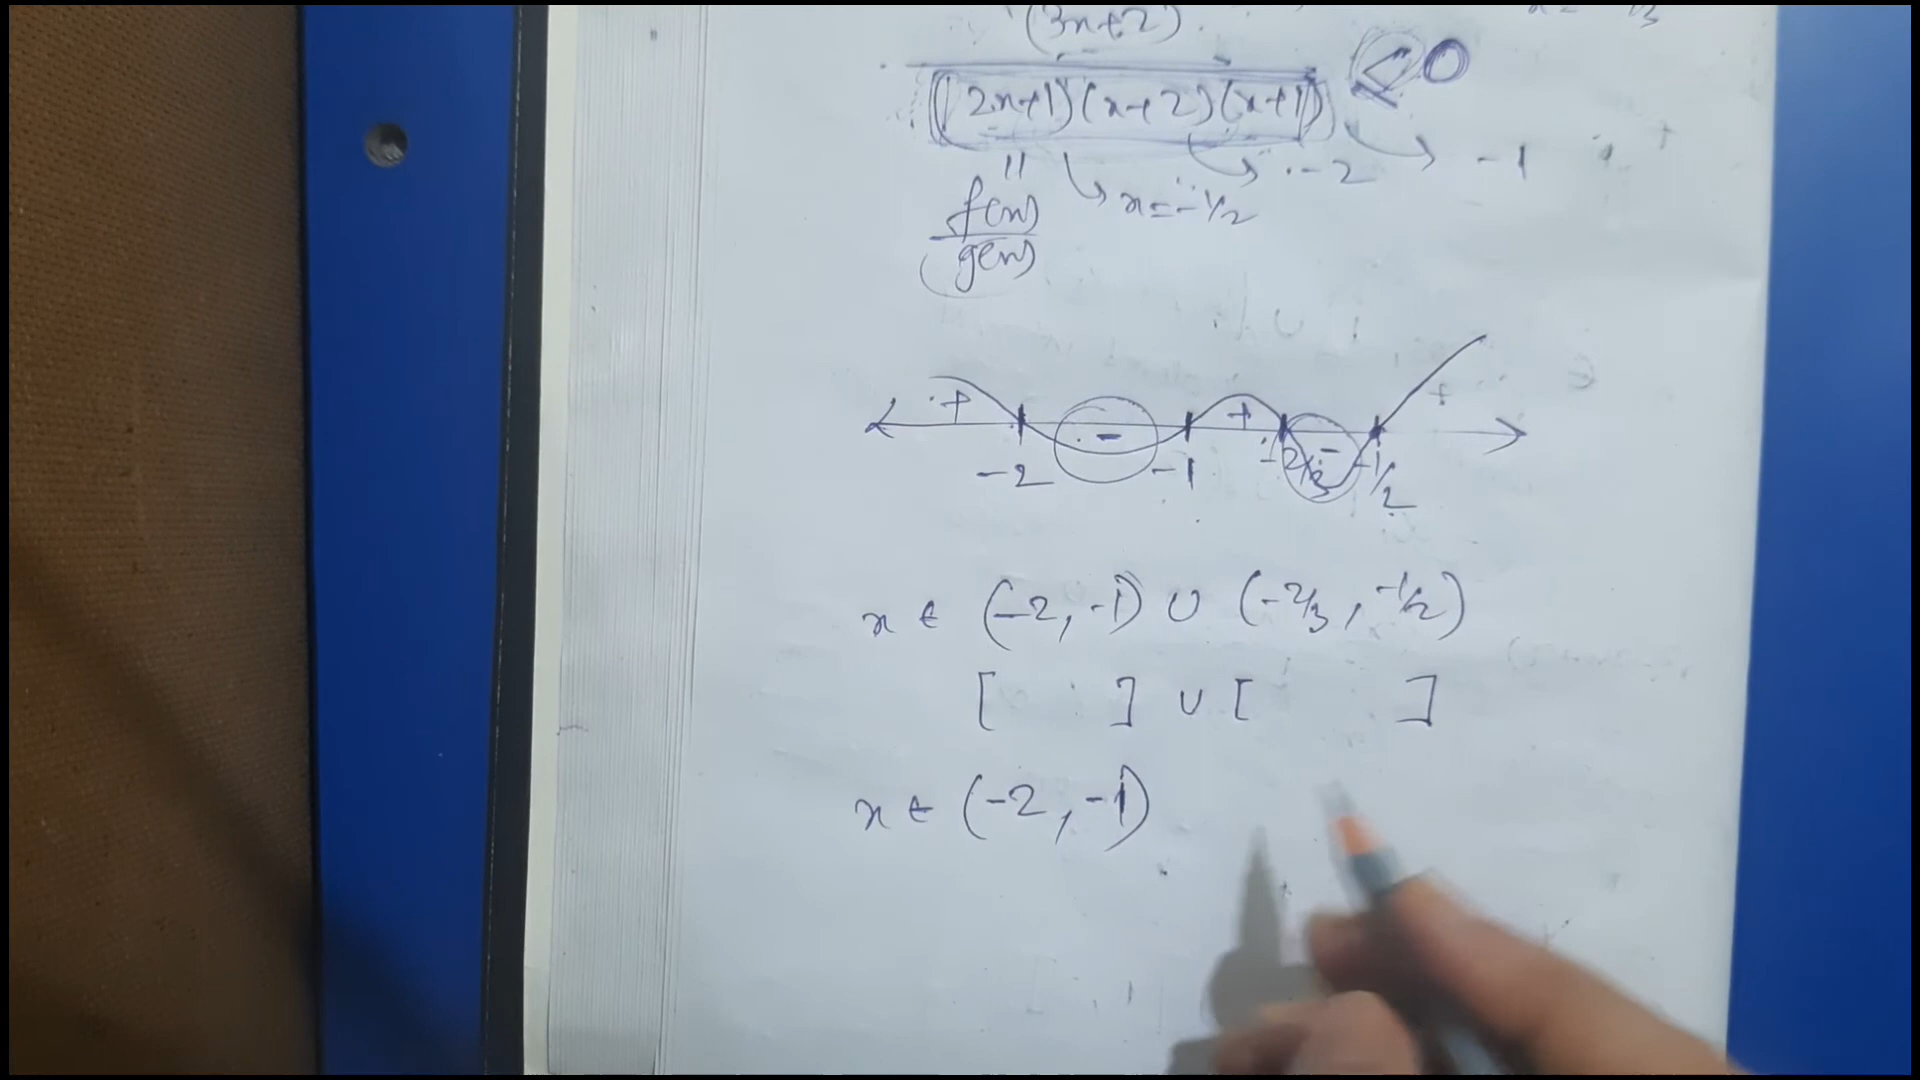 (3x+2)
(2x+1)(x+2)(x+1) < 0
|| x=-1/2 -2 -1
f(x)
g(x)
+ - + - +
-2 -1 -2/3 -1/2
x ∈ (-2, -1) ∪ (-2/3, -1/2)
[ ] ∪ [ ]
x ∈ (-2, -1)